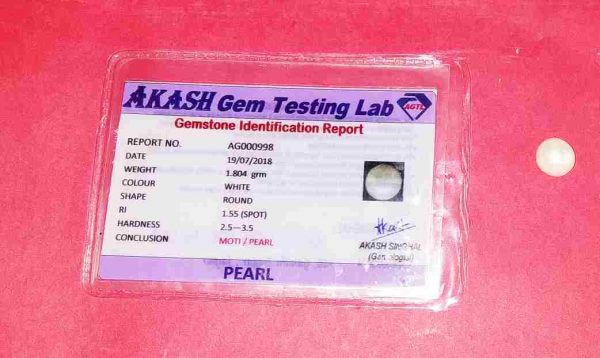 AKASH Gem Testing Lab
AGTL
Gemstone Identification Report
REPORT NO. AG000998
DATE 19/07/2018
WEIGHT 1.804 grm
COLOUR WHITE
SHAPE ROUND
RI 1.55 (SPOT)
HARDNESS 2.5—3.5
CONCLUSION MOTI / PEARL
AKASH SINGHAL
PEARL